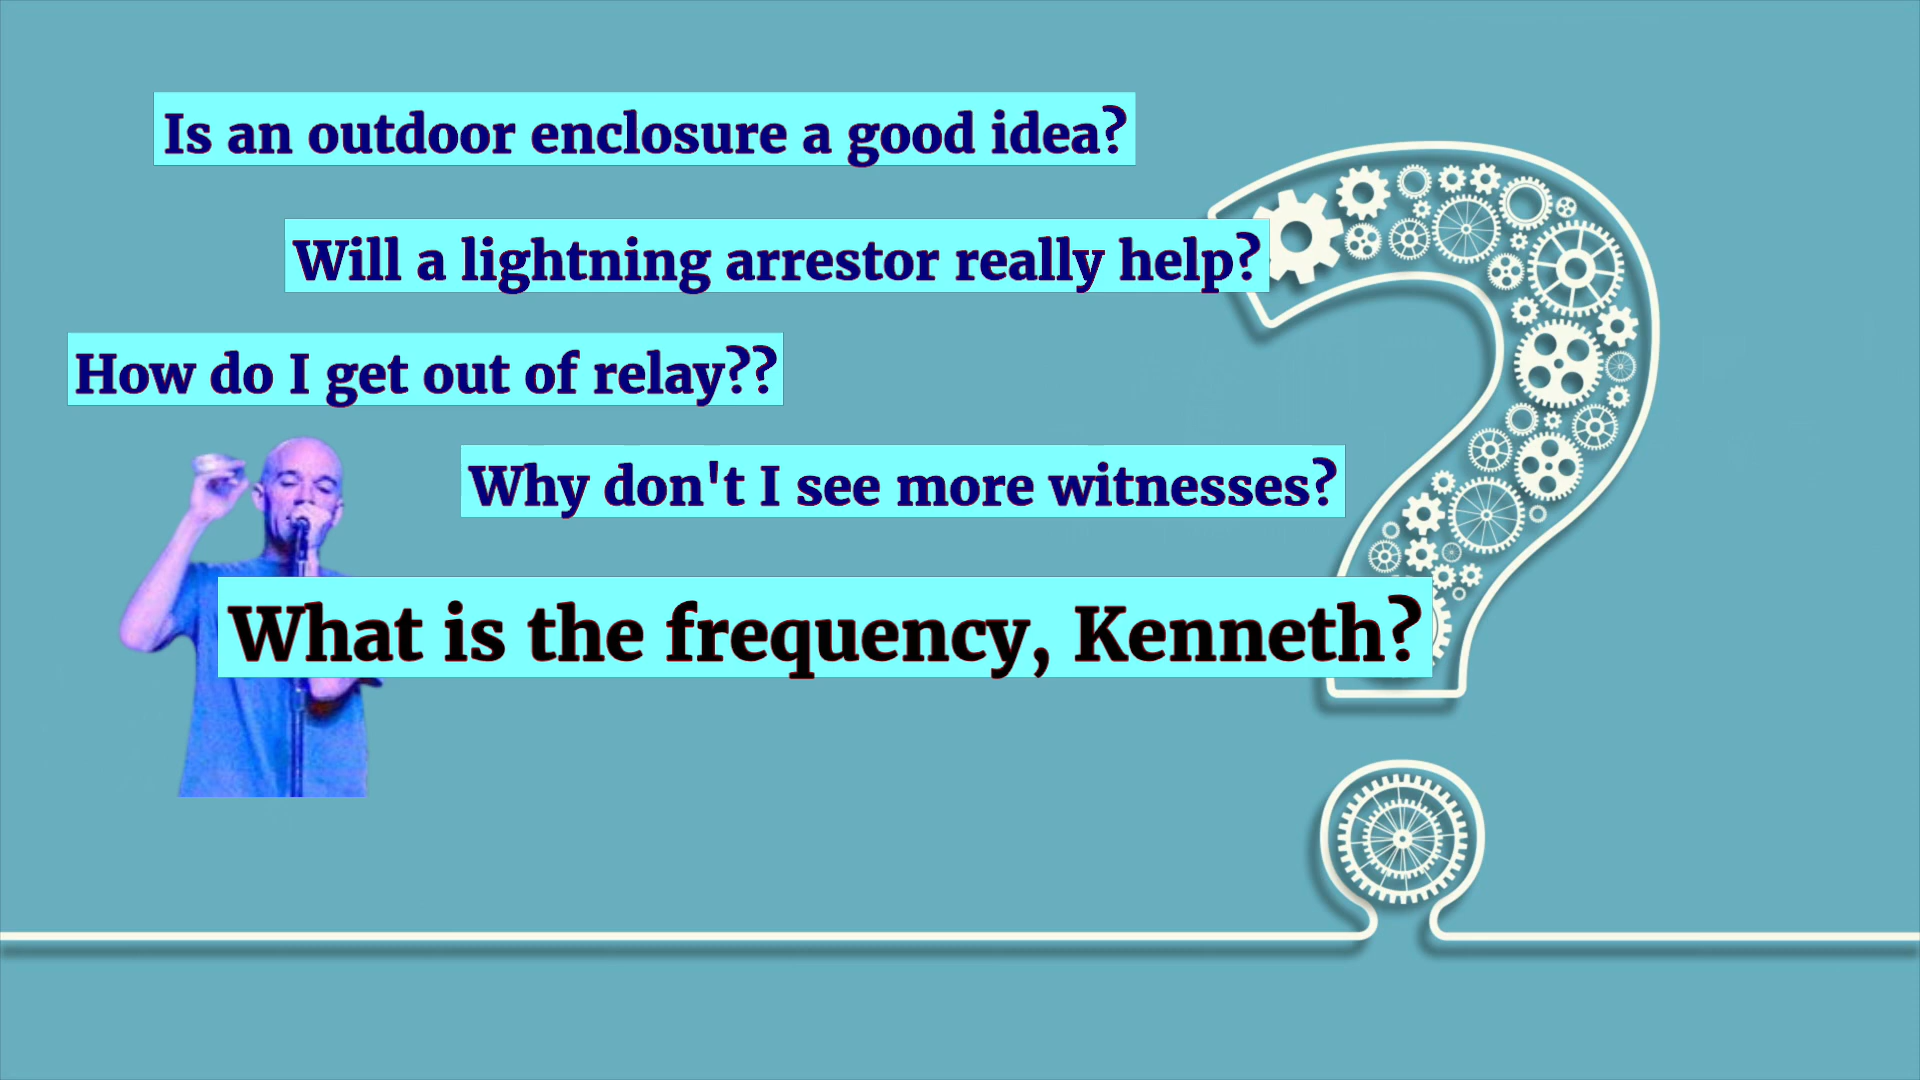 Is an outdoor enclosure a good idea?
Will a lightning arrestor really help?
How do I get out of relay??
Why don't I see more witnesses?
What is the frequency, Kenneth?